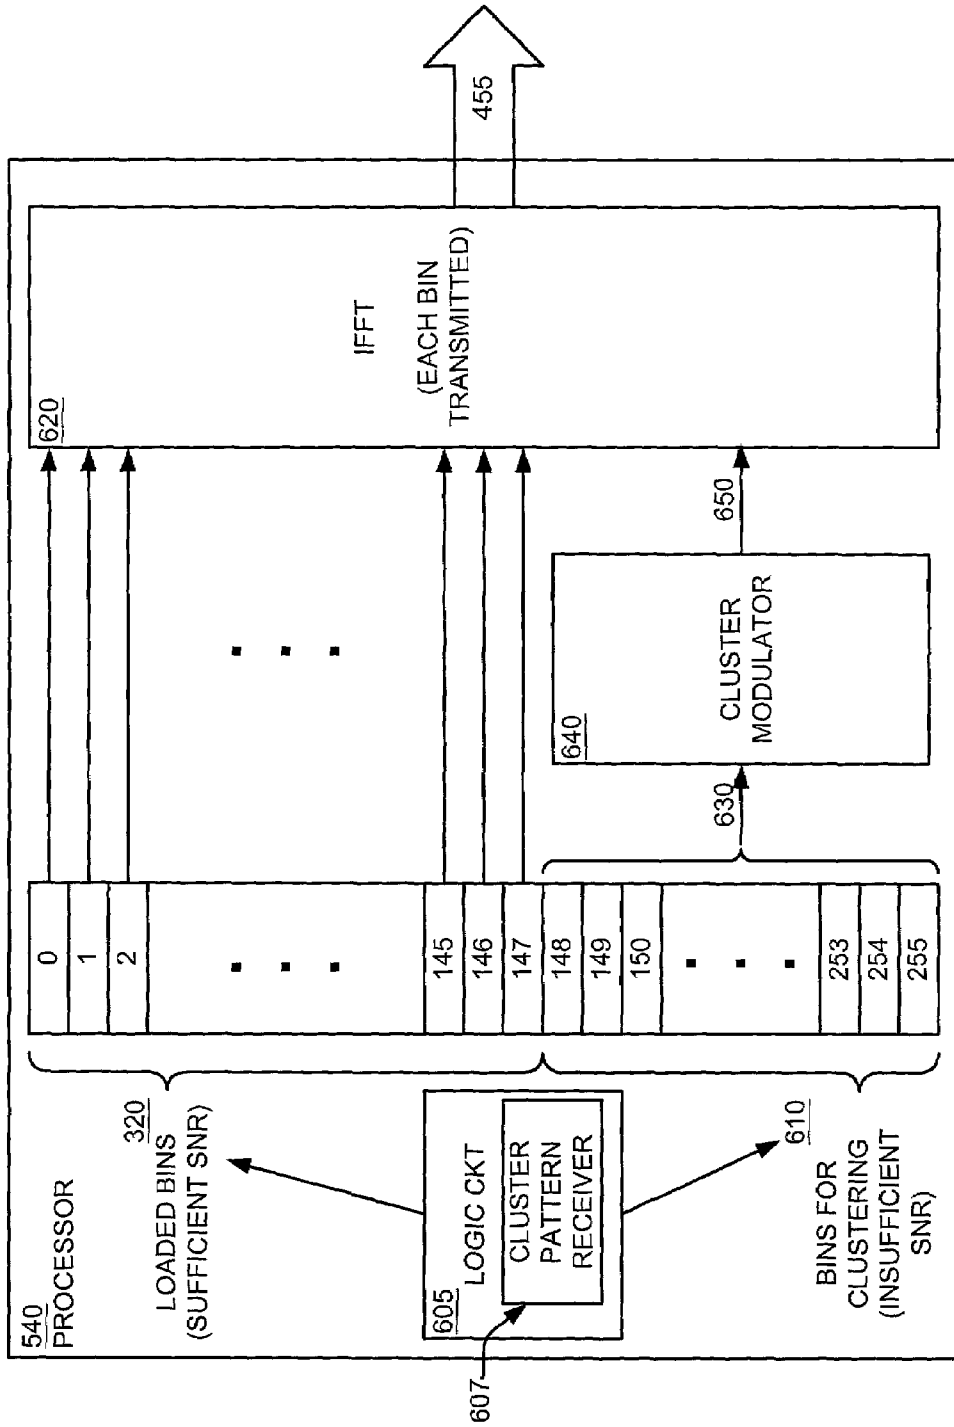 540
PROCESSOR
320
LOADED BINS
(SUFFICIENT SNR)
605
LOGIC CKT
CLUSTER
PATTERN
RECEIVER
607
610
BINS FOR
CLUSTERING
(INSUFFICIENT
SNR)
0
1
2
145
146
147
148
149
150
253
254
255
630
640
CLUSTER
MODULATOR
650
620
IFFT
(EACH BIN
TRANSMITTED)
455